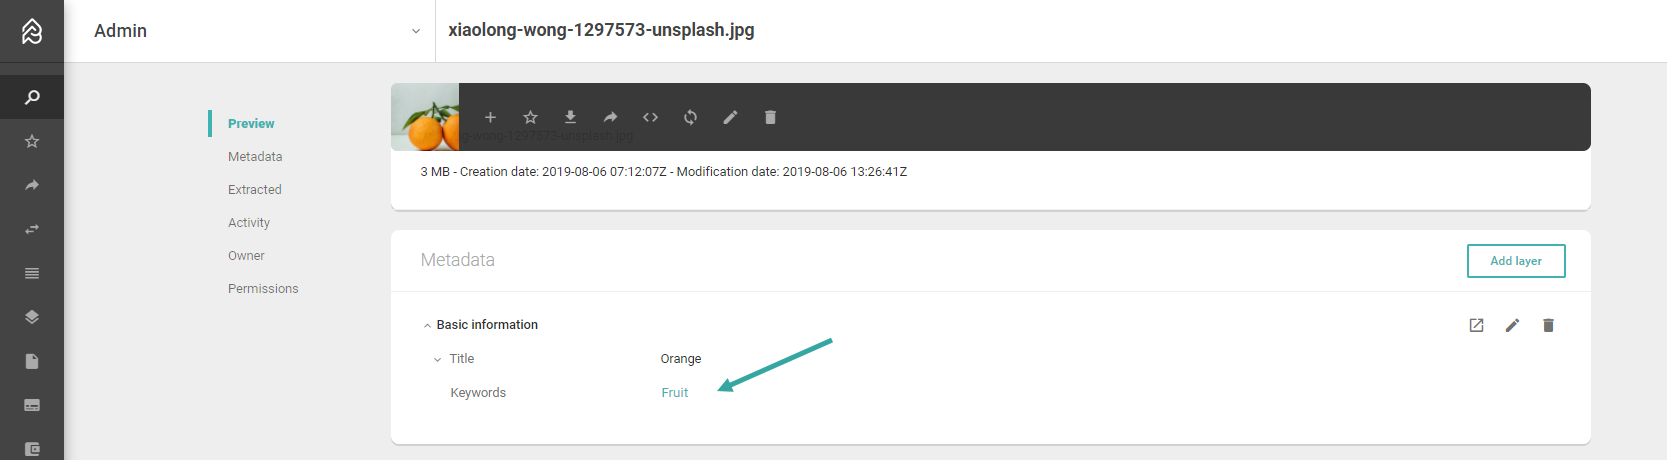 Admin
xiaolong-wong-1297573-unsplash.jpg
Preview
Metadata
Extracted
Activity
Owner
Permissions
g-wong-1297573-unsplash.jpg
3 MB - Creation date: 2019-08-06 07:12:07Z - Modification date: 2019-08-06 13:26:41Z
Metadata
Add layer
Basic information
Title Orange
Keywords Fruit